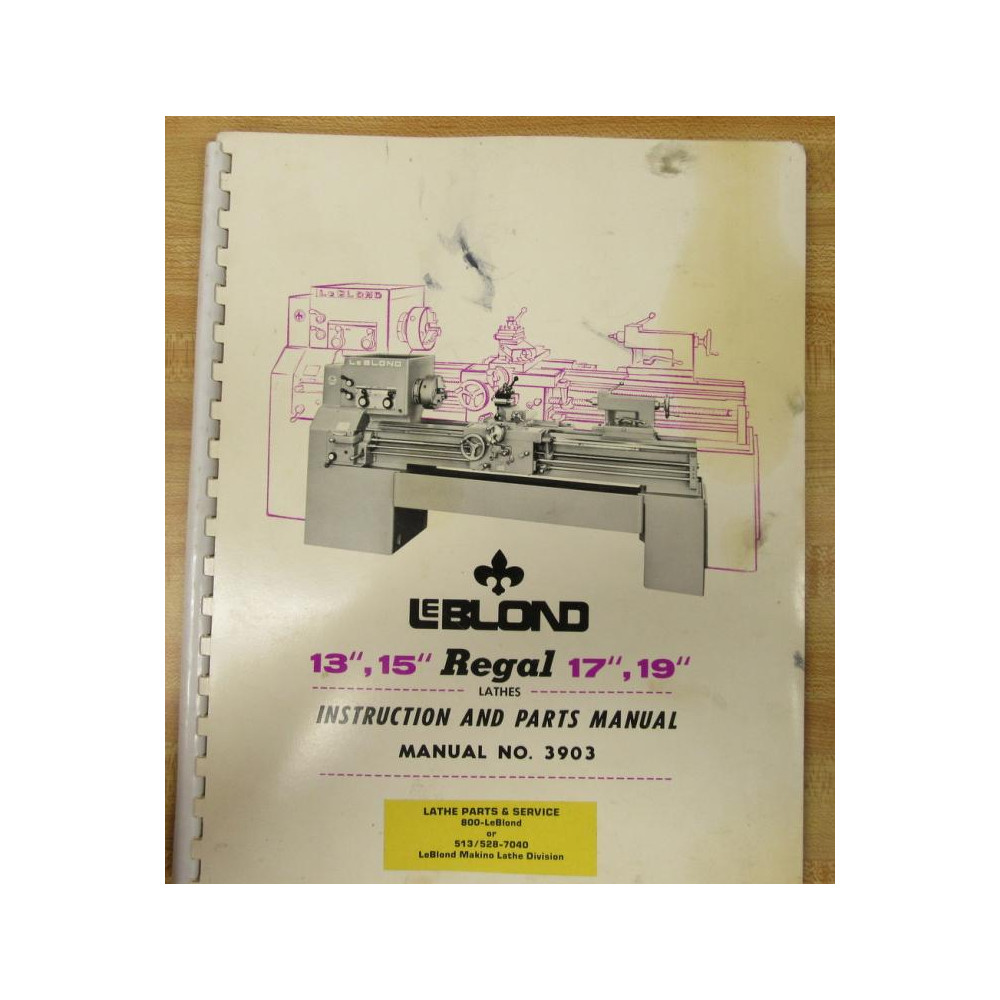 LeBLOND
LeBLOND
LEBLOND
13", 15" Regal 17", 19"
LATHES
INSTRUCTION AND PARTS MANUAL
MANUAL NO. 3903
LATHE PARTS & SERVICE
800-LeBlond
or
513/528-7040
LeBlond Makino Lathe Division